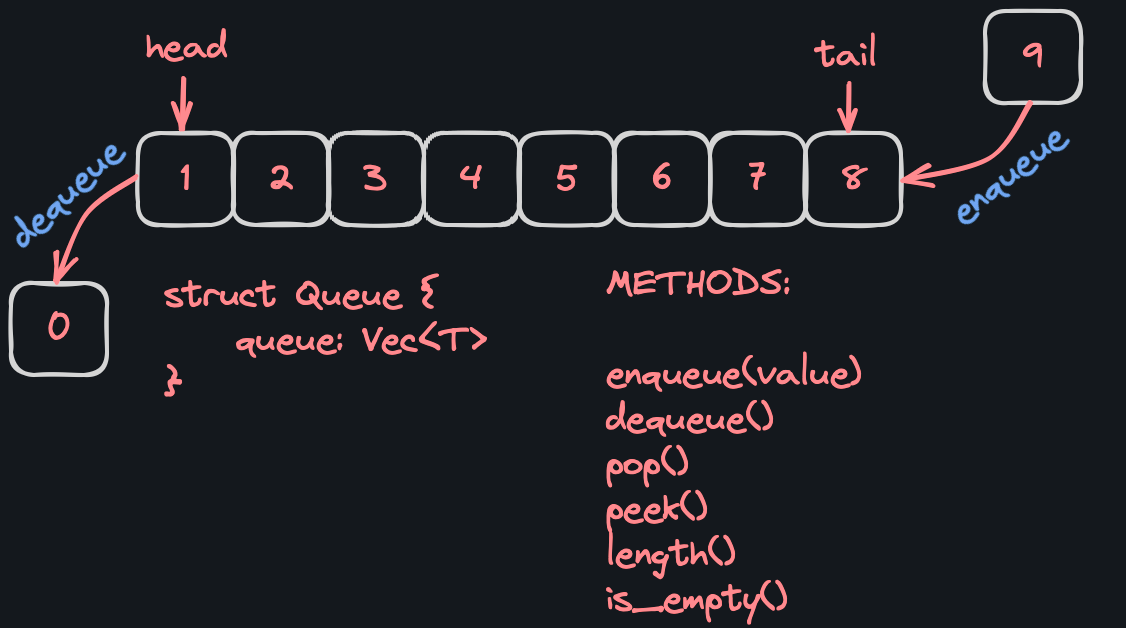 head
tail
9
dequeue
1 2 3 4 5 6 7 8
enqueue
0
struct Queue {
queue: Vec<T>
}
METHODS:
enqueue(value)
dequeue()
pop()
peek()
length()
is_empty()